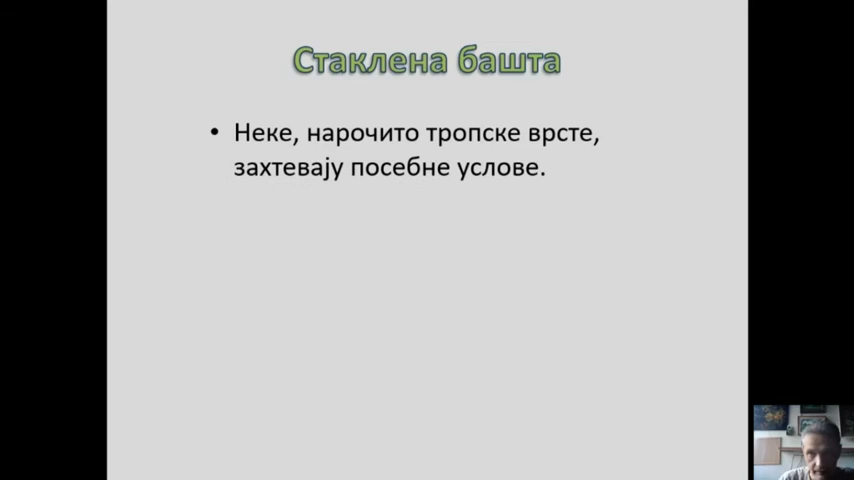 Стаклена башта
• Неке, нарочито тропске врсте,
захтевају посебне услове.